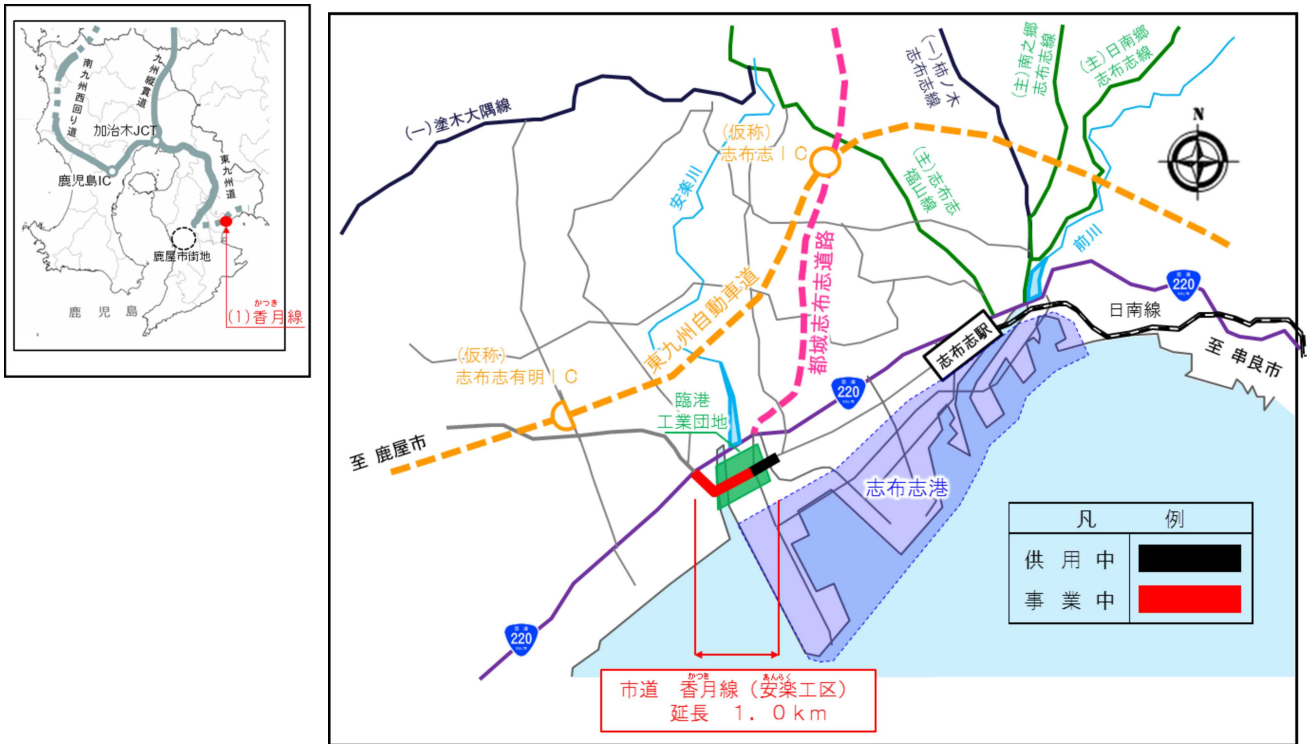 南九州西回り道
九州縦貫道
加治木JCT
東九州道
鹿児島IC
鹿屋市街地
鹿児島
かつき
(1)香月線
(一)塗木大隅線
(仮称)
志布志IC
安楽川
(主)志布志
福山線
(一)柿ノ木
志布志線
(主)南之郷
志布志線
(主)日南郷
志布志線
N
前川
220
日南線
至 串良市
志布志駅
都城志布志道路
東九州自動車道
(仮称)
志布志有明IC
臨港
工業団地
220
至 鹿屋市
志布志港
220
凡 例
供用中
事業中
かつき あんらく
市道 香月線(安楽工区)
延長 1.0km